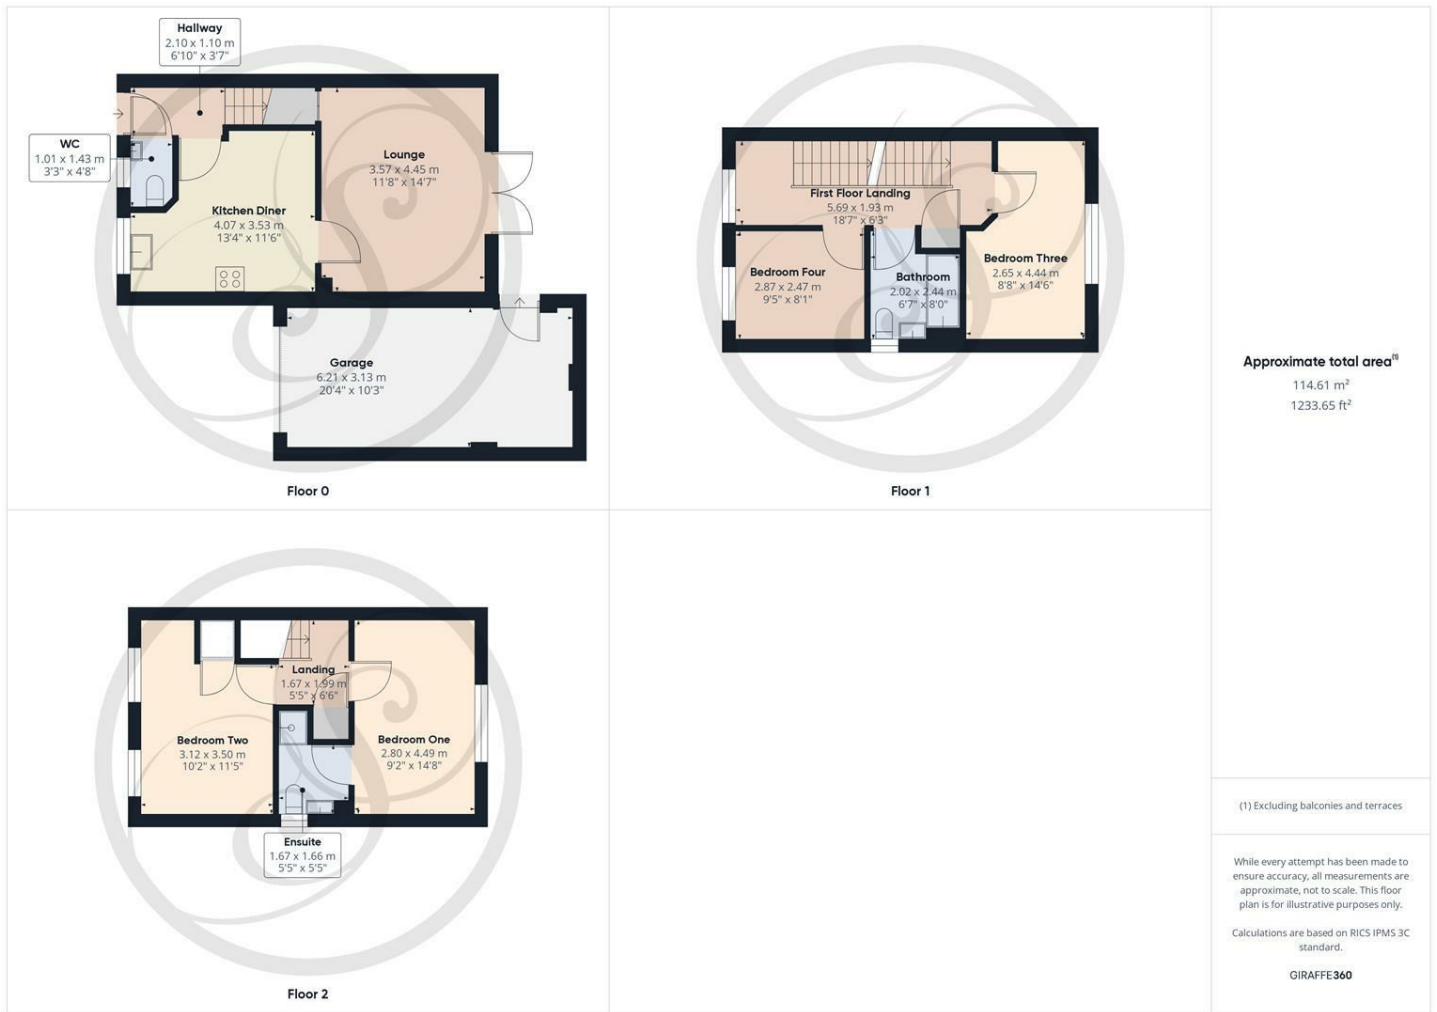 Hallway
2.10 x 1.10 m
6'10" x 3'7"
WC
1.01 x 1.43 m
3'3" x 4'8"
Lounge
3.57 x 4.45 m
11'8" x 14'7"
Kitchen Diner
4.07 x 3.53 m
13'4" x 11'6"
Garage
6.21 x 3.13 m
20'4" x 10'3"
Floor 0
First Floor Landing
5.69 x 1.93 m
18'7" x 6'3"
Bedroom Four
2.87 x 2.47 m
9'5" x 8'1"
Bathroom
2.02 x 2.44 m
6'7" x 8'0"
Bedroom Three
2.65 x 4.44 m
8'8" x 14'6"
Floor 1
Landing
1.67 x 1.99 m
5'5" x 6'6"
Bedroom Two
3.12 x 3.50 m
10'2" x 11'5"
Bedroom One
2.80 x 4.49 m
9'2" x 14'8"
Ensuite
1.67 x 1.66 m
5'5" x 5'5"
Floor 2
Approximate total area⁽¹⁾
114.61 m²
1233.65 ft²
(1) Excluding balconies and terraces
While every attempt has been made to
ensure accuracy, all measurements are
approximate, not to scale. This floor
plan is for illustrative purposes only.
Calculations are based on RICS IPMS 3C
standard.
GIRAFFE360